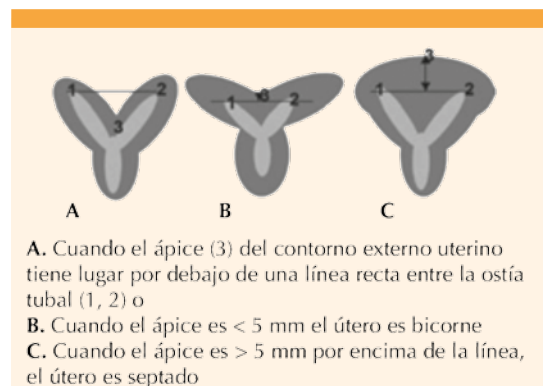 1 2 3
1 3 2
3 1 2
A B C
A. Cuando el ápice (3) del contorno externo uterino
tiene lugar por debajo de una línea recta entre la ostía
tubal (1, 2) o
B. Cuando el ápice es < 5 mm el útero es bicorne
C. Cuando el ápice es > 5 mm por encima de la línea,
el útero es septado